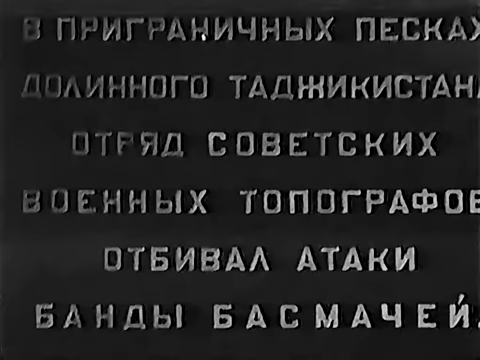 В ПРИГРАНИЧНЫХ ПЕСКАХ
ДОЛИННОГО ТАДЖИКИСТАНА
ОТРЯД СОВЕТСКИХ
ВОЕННЫХ ТОПОГРАФОВ
ОТБИВАЛ АТАКИ
БАНДЫ БАСМАЧЕЙ.